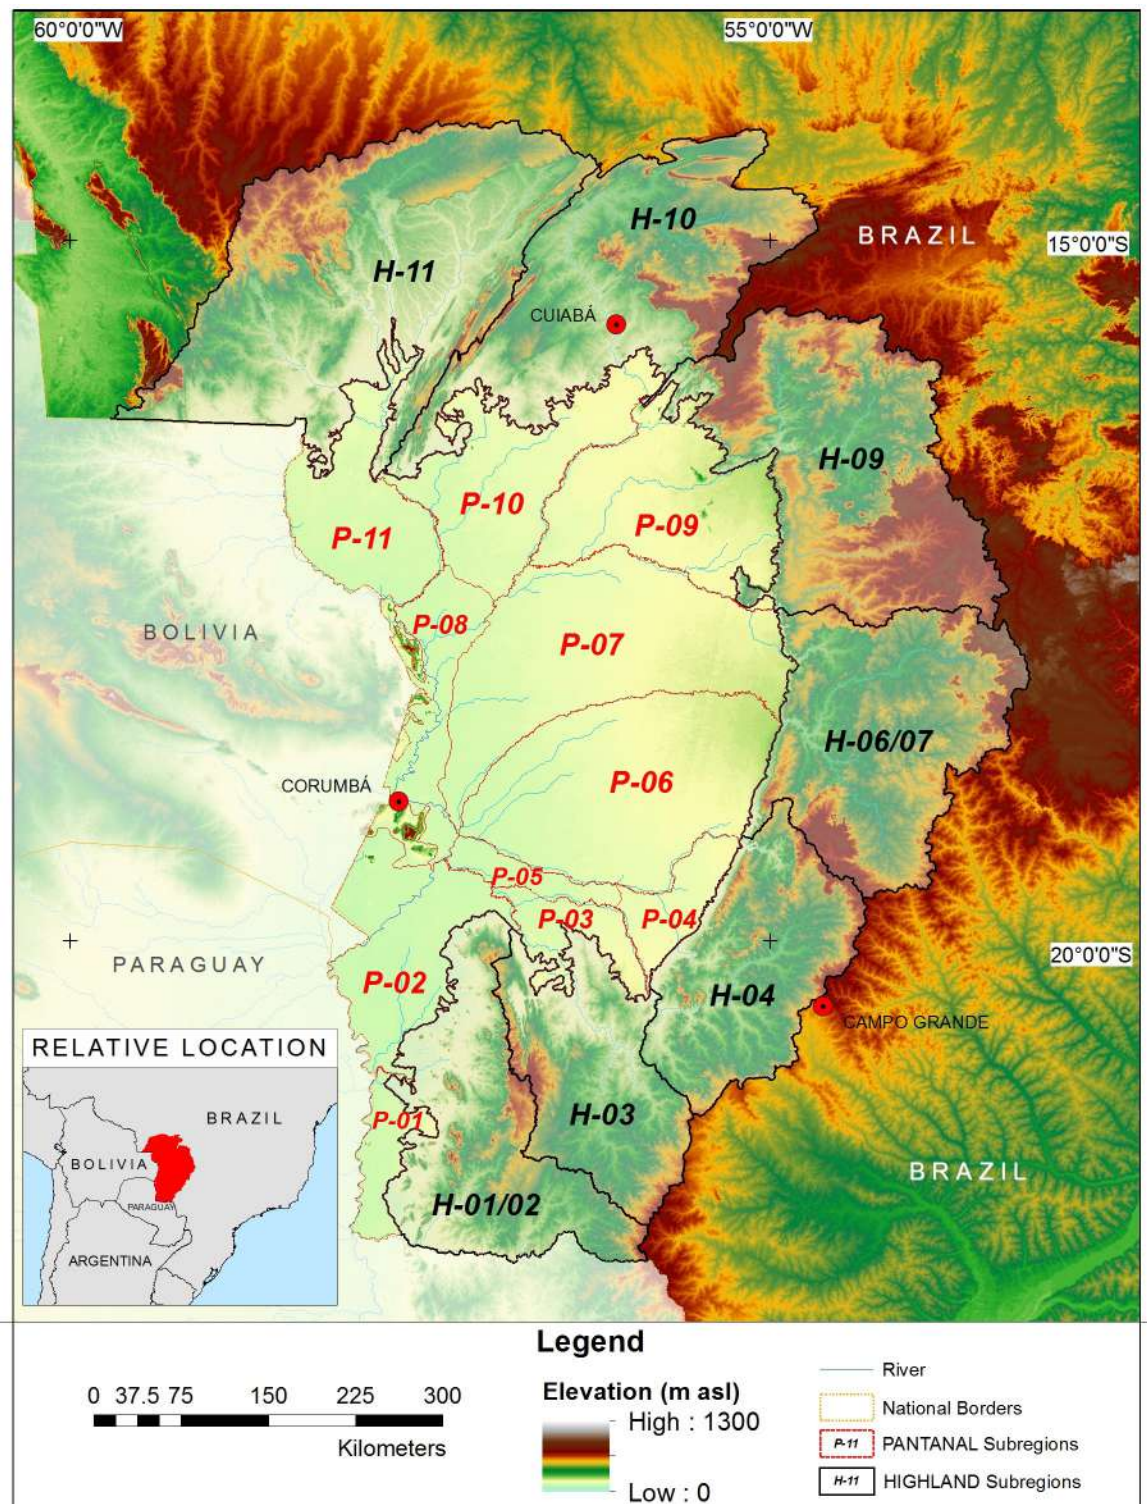 60°0'0"W
55°0'0"W
H-10
BRAZIL
15°0'0"S
H-11
CUIABÁ
H-09
P-10
P-09
P-11
BOLIVIA
P-08
P-07
H-06/07
CORUMBÁ
P-06
P-05
P-03
P-04
20°0'0"S
PARAGUAY
P-02
H-04
CAMPO GRANDE
RELATIVE LOCATION
BRAZIL
BOLIVIA
PARAGUAY
ARGENTINA
P-01
H-03
BRAZIL
H-01/02
Legend
0 37.5 75 150 225 300
Kilometers
Elevation (m asl)
High : 1300
Low : 0
River
National Borders
P-11 PANTANAL Subregions
H-11 HIGHLAND Subregions